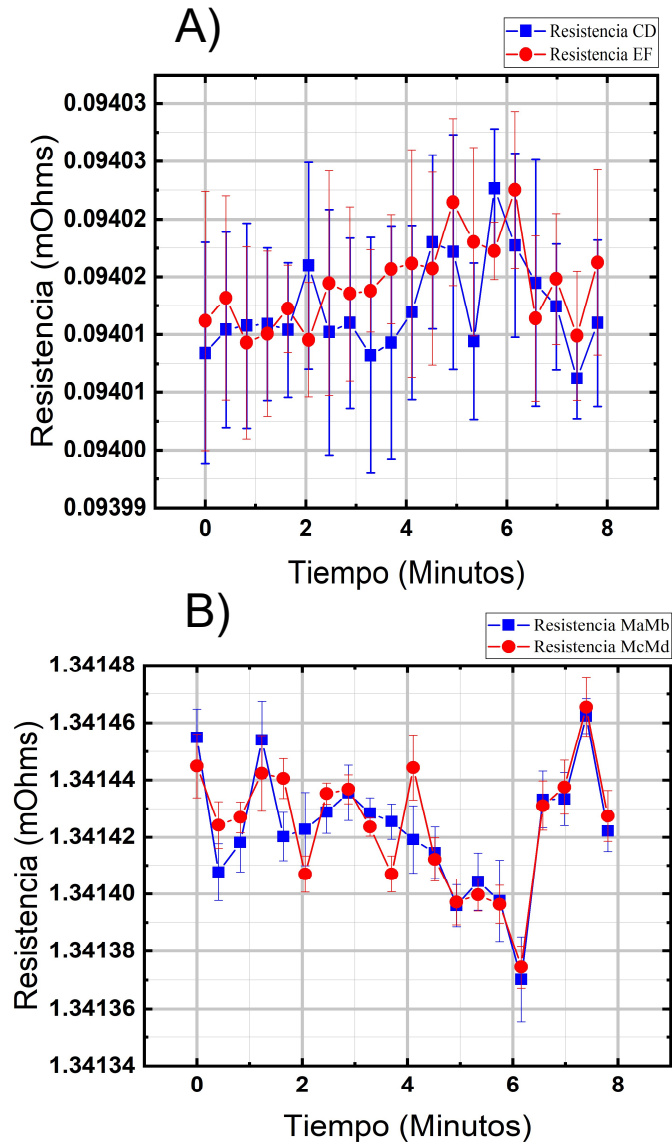 A)
Resistencia CD
Resistencia EF
0.09403
0.09403
0.09402
0.09402
0.09401
0.09401
0.09400
0.09399
Resistencia (mOhms)
0 2 4 6 8
Tiempo (Minutos)
B)
Resistencia MaMb
Resistencia McMd
1.34148
1.34146
1.34144
1.34142
1.34140
1.34138
1.34136
1.34134
Resistencia (mOhms)
0 2 4 6 8
Tiempo (Minutos)